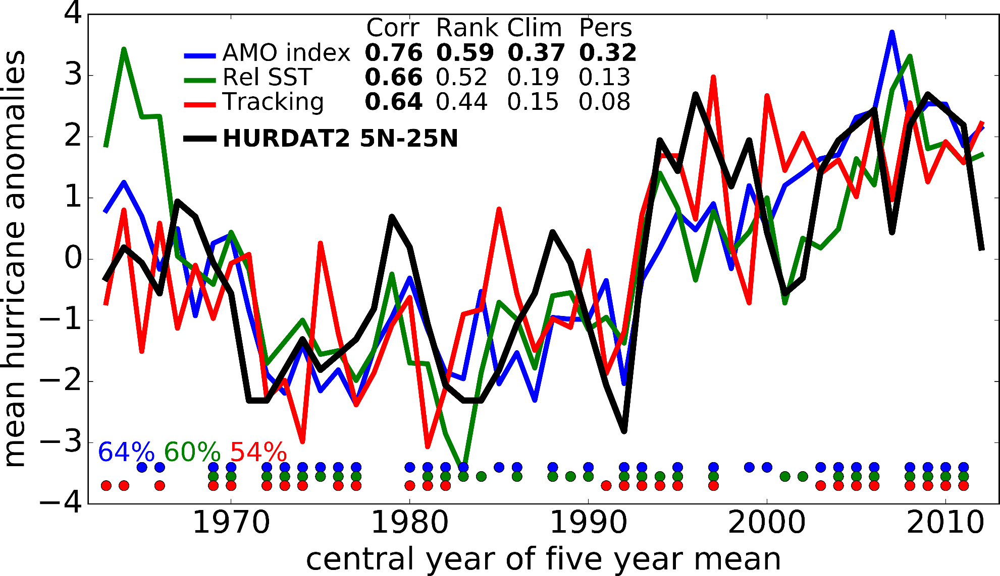 4
3
2
1
0
−1
−2
−3
−4
mean hurricane anomalies
Corr Rank Clim Pers
AMO index 0.76 0.59 0.37 0.32
Rel SST 0.66 0.52 0.19 0.13
Tracking 0.64 0.44 0.15 0.08
HURDAT2 5N-25N
64% 60% 54%
1970 1980 1990 2000 2010
central year of five year mean